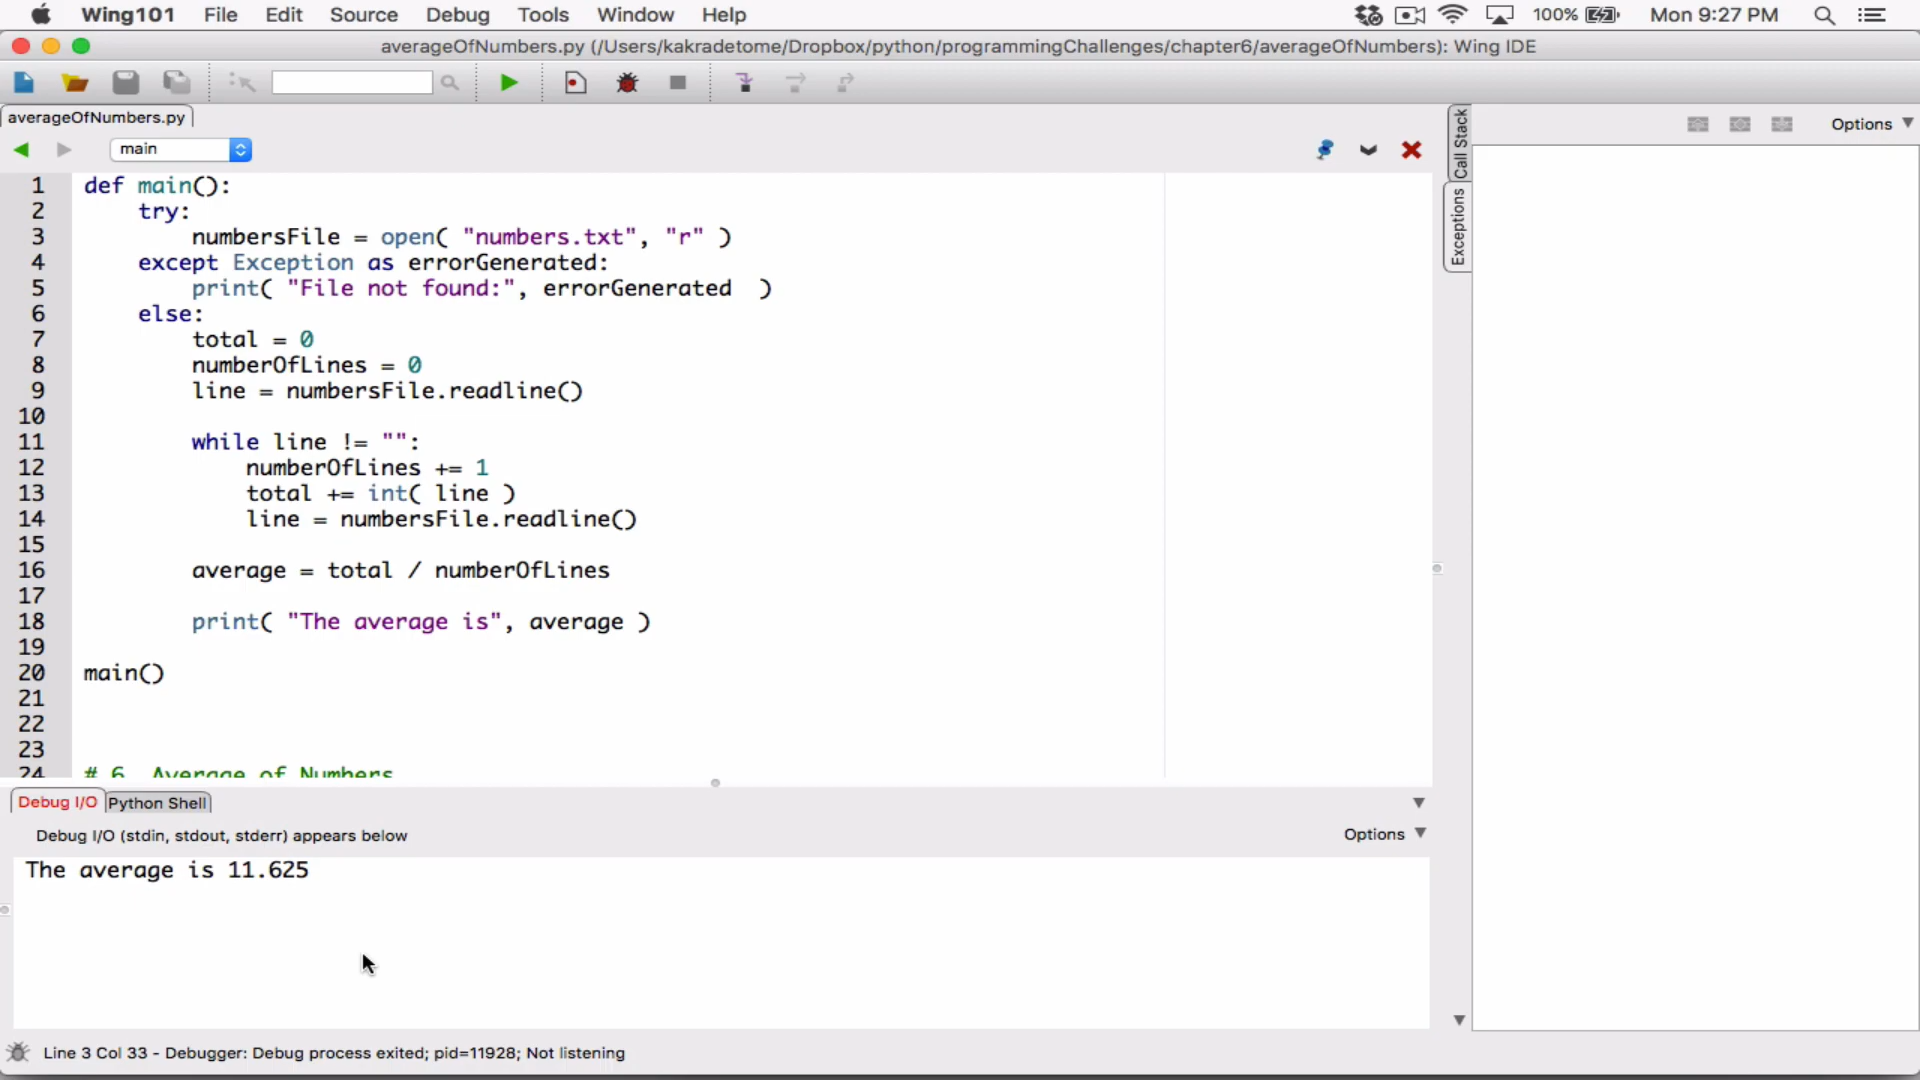 Wing101 File Edit Source Debug Tools Window Help 100% Mon 9:27 PM
averageOfNumbers.py (/Users/kakradetome/Dropbox/python/programmingChallenges/chapter6/averageOfNumbers): Wing IDE
averageOfNumbers.py
main
Options
Call Stack
Exceptions
1 def main():
2 try:
3 numbersFile = open( "numbers.txt", "r" )
4 except Exception as errorGenerated:
5 print( "File not found:", errorGenerated  )
6 else:
7 total = 0
8 numberOfLines = 0
9 line = numbersFile.readline()
10
11 while line != "":
12 numberOfLines += 1
13 total += int( line )
14 line = numbersFile.readline()
15
16 average = total / numberOfLines
17
18 print( "The average is", average )
19
20 main()
21
22
23
24 # 6. Average of Numbers
Debug I/O Python Shell
Debug I/O (stdin, stdout, stderr) appears below
Options
The average is 11.625
Line 3 Col 33 - Debugger: Debug process exited; pid=11928; Not listening